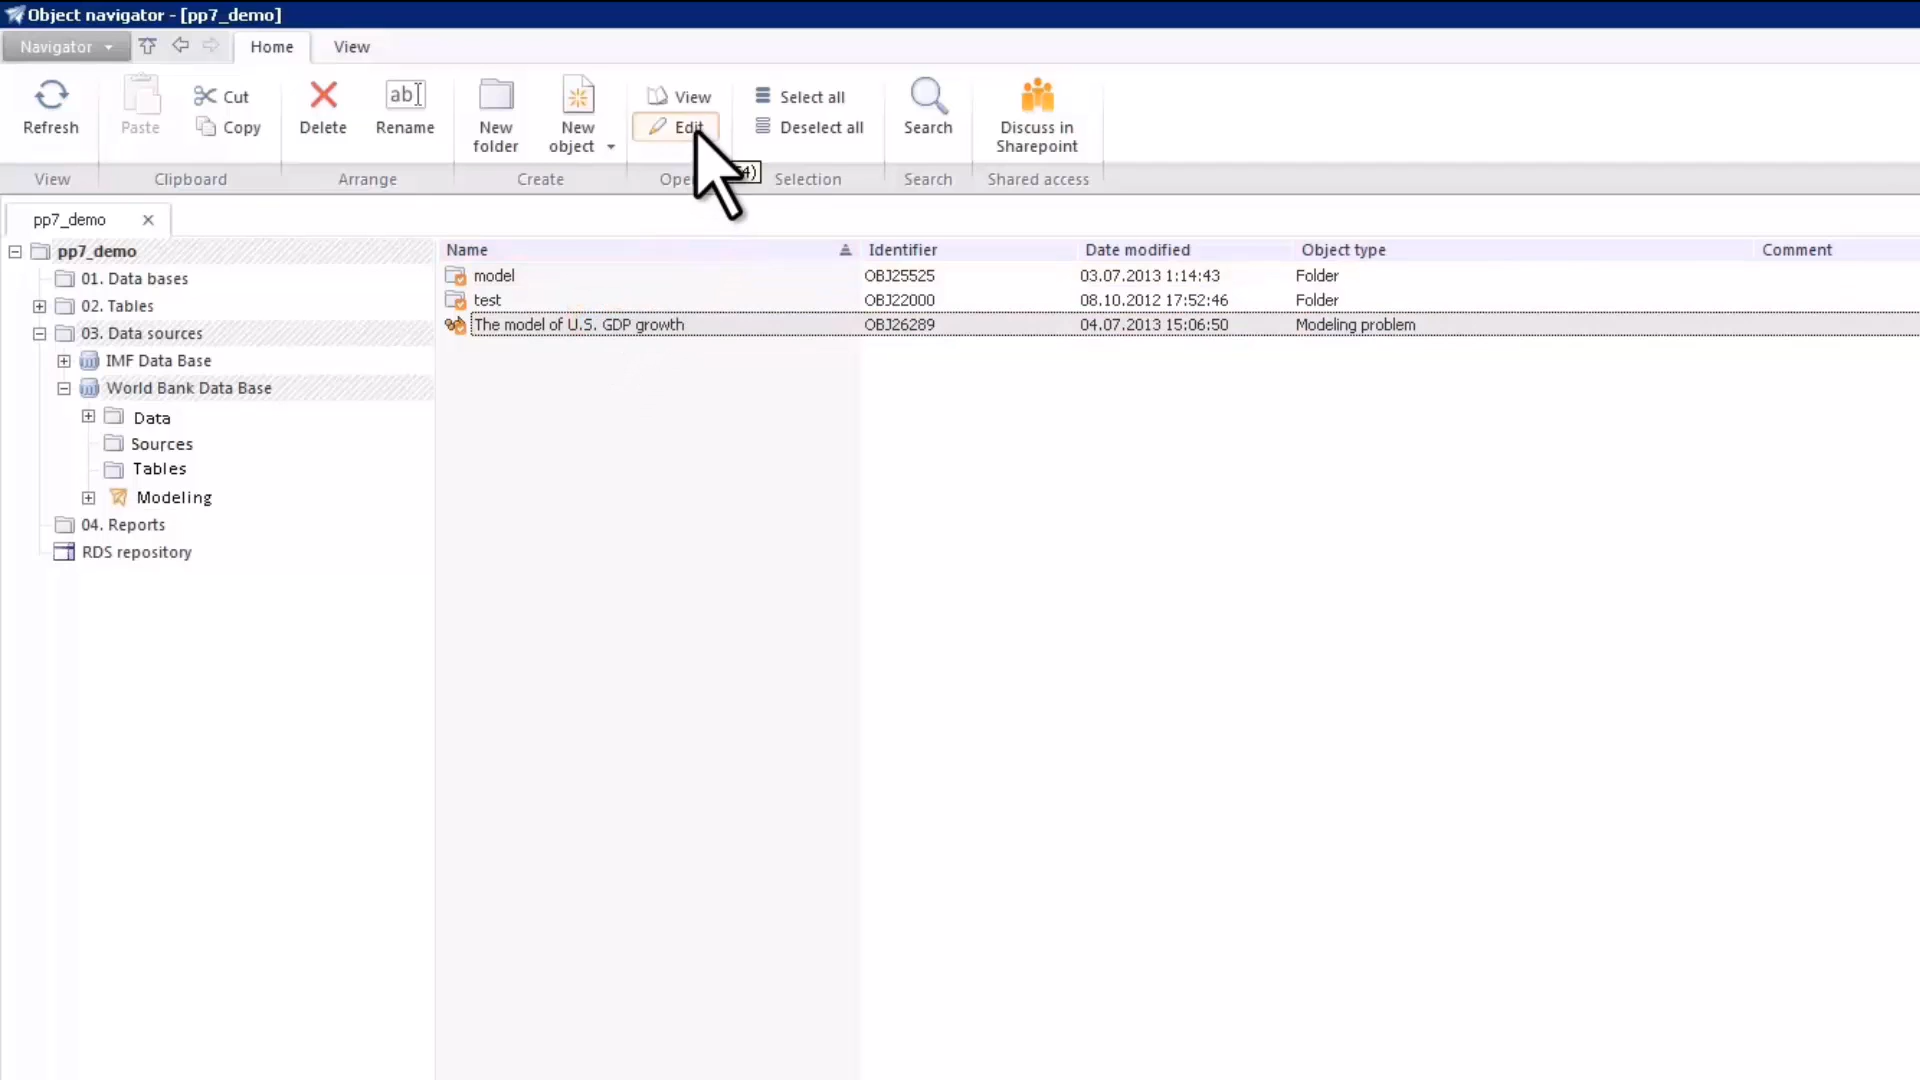 Object navigator - [pp7_demo]
Navigator Home View
Refresh Paste Cut Copy Delete Rename New folder New object View Edit Select all Deselect all Search Discuss in Sharepoint
View Clipboard Arrange Create Selection Search Shared access
pp7_demo
Name Identifier Date modified Object type Comment
model OBJ25525 03.07.2013 1:14:43 Folder
test OBJ22000 08.10.2012 17:52:46 Folder
The model of U.S. GDP growth OBJ26289 04.07.2013 15:06:50 Modeling problem
pp7_demo
01. Data bases
02. Tables
03. Data sources
IMF Data Base
World Bank Data Base
Data
Sources
Tables
Modeling
04. Reports
RDS repository